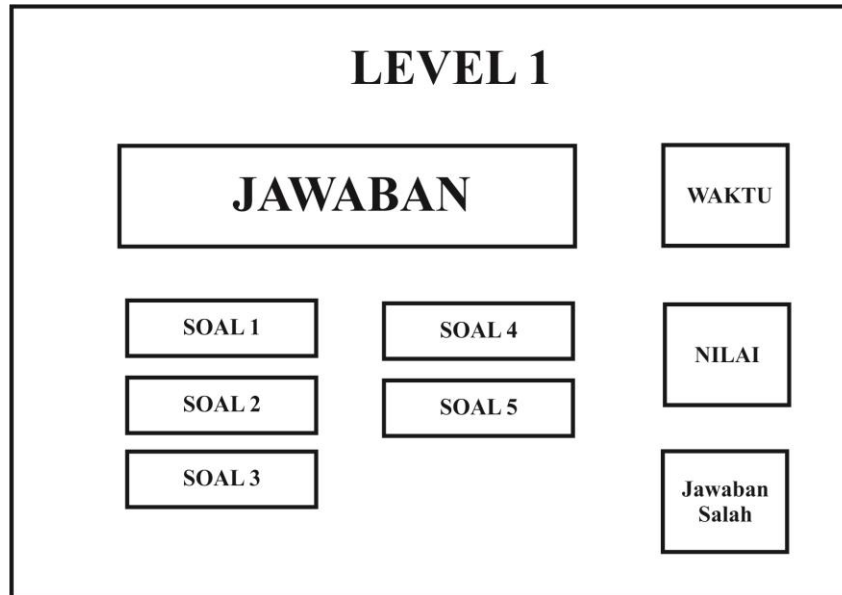 LEVEL 1
JAWABAN
WAKTU
SOAL 1
SOAL 4
NILAI
SOAL 2
SOAL 5
SOAL 3
Jawaban
Salah